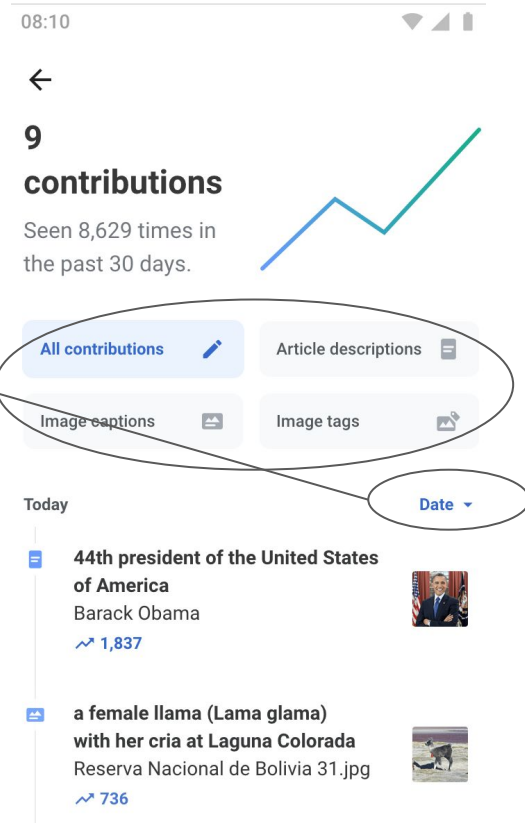 08:10
9
contributions
Seen 8,629 times in
the past 30 days.
All contributions
Article descriptions
Image captions
Image tags
Today
Date
44th president of the United States
of America
Barack Obama
1,837
a female llama (Lama glama)
with her cria at Laguna Colorada
Reserva Nacional de Bolivia 31.jpg
736